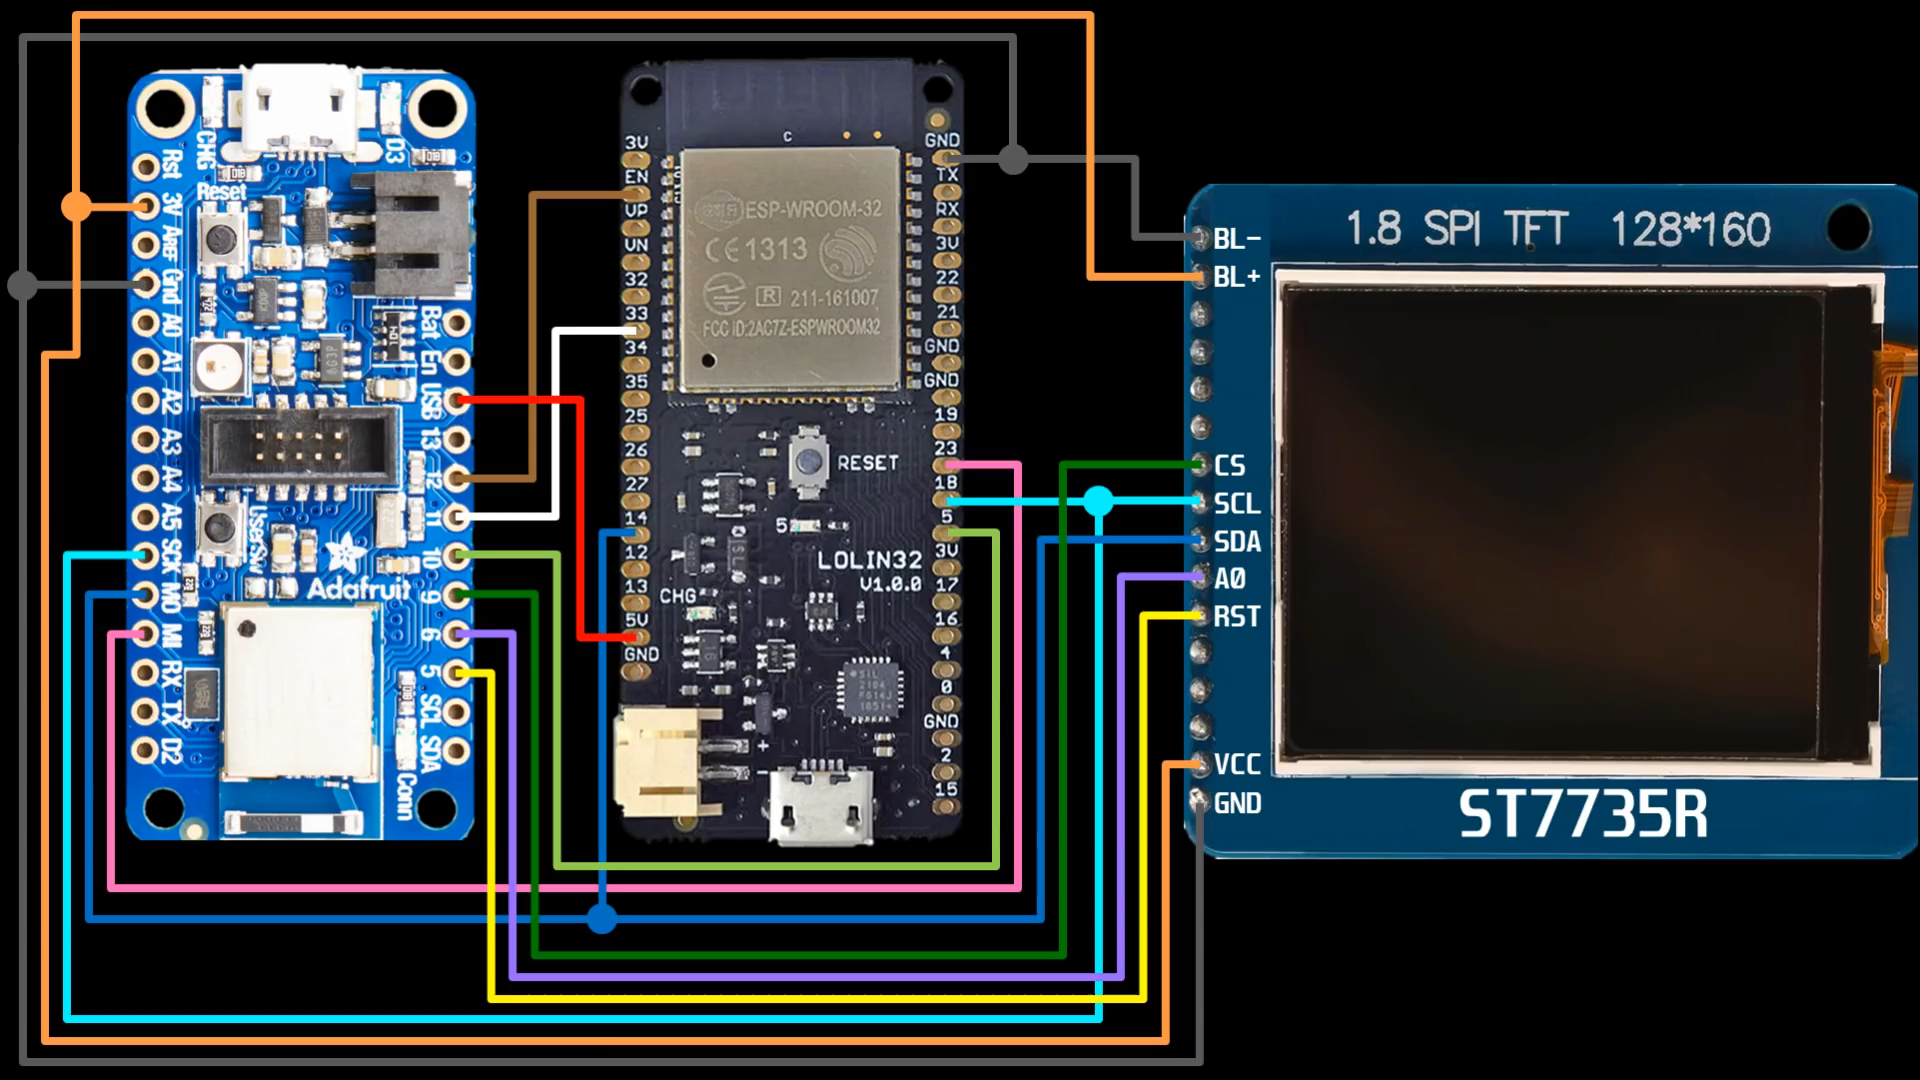 CHG
D3
Reset
Rst
3V
AREF
Gnd
A0
A1
A2
A3
A4
A5
SCK
MO
MI
RX
TX
D2
Bat
En
USB
13
12
11
10
9
6
5
SCL
SDA
UserSw
Adafruit
Conn
C
3V
EN
VP
VN
32
33
34
35
25
26
27
14
12
13
5V
GND
ESP-WROOM-32
CE1313
R 211-161007
FCC ID:2AC7Z-ESPWROOM32
RESET
LOLIN32
V1.0.0
CHG
+
-
GND
TX
RX
3V
22
21
GND
GND
19
23
18
5
3V
17
16
4
0
GND
2
15
1.8 SPI TFT 128*160
BL-
BL+
CS
SCL
SDA
A0
RST
VCC
GND
ST7735R